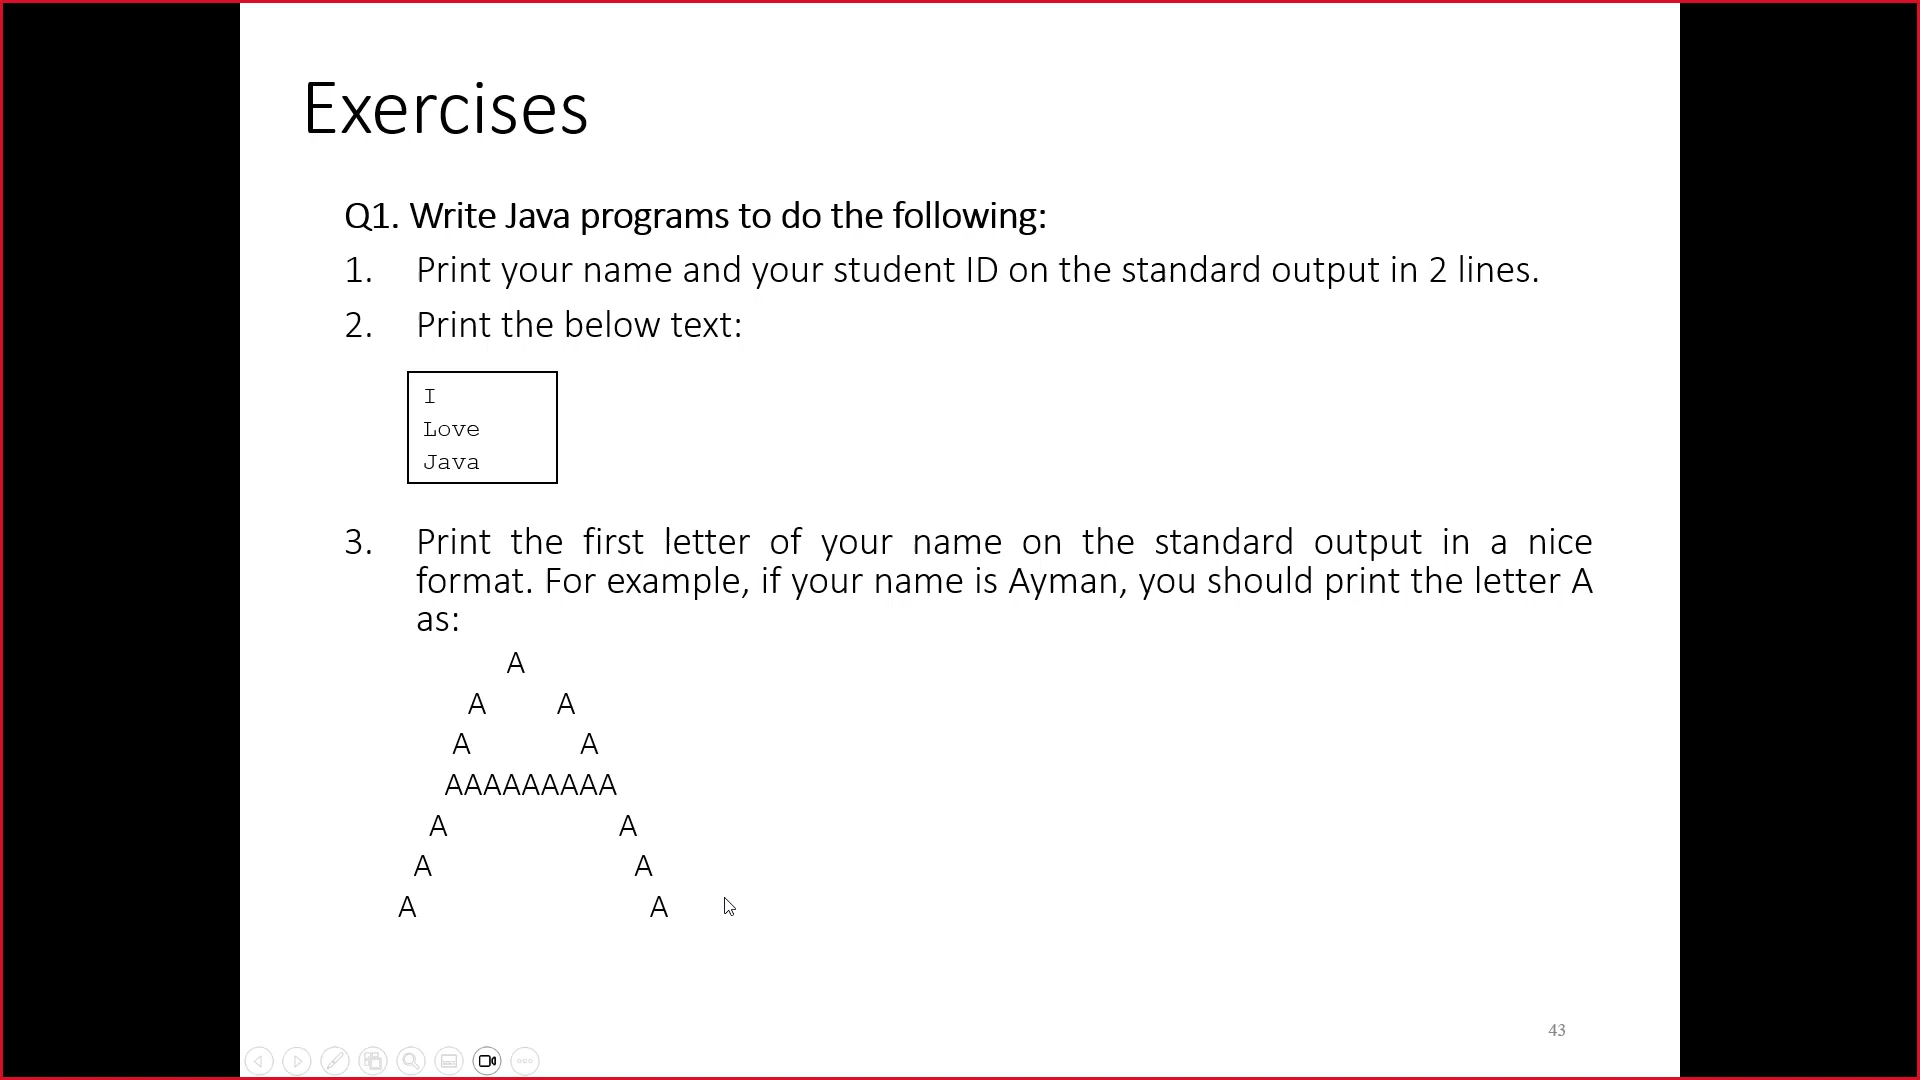 Exercises
Q1. Write Java programs to do the following:
1. Print your name and your student ID on the standard output in 2 lines.
2. Print the below text:
I
Love
Java
3. Print the first letter of your name on the standard output in a nice
format. For example, if your name is Ayman, you should print the letter A
as:
A
A A
A A
AAAAAAAAA
A A
A A
A A
43